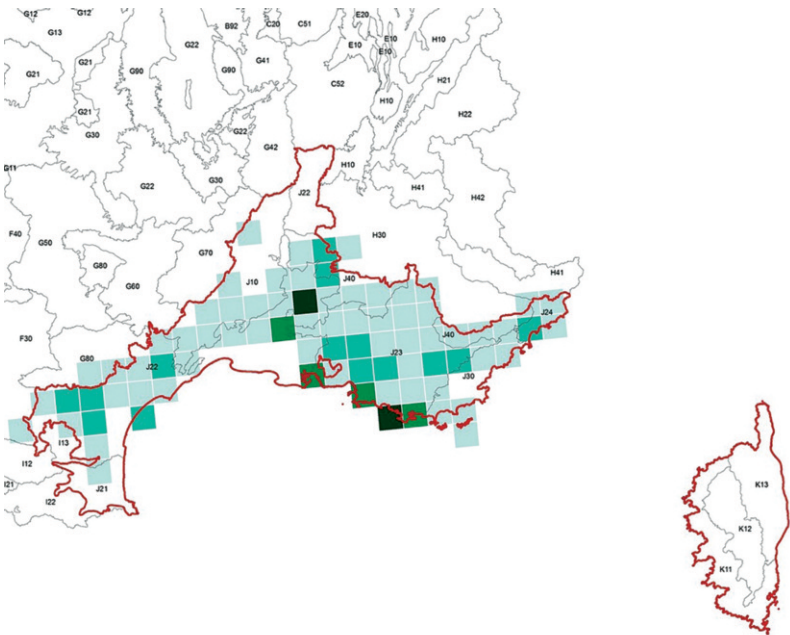 G12
G12
B92
C20
C51
E20
G13
G22
E10
E10
H10
E10
G21
G21
G90
G90
G41
C52
H21
H10
G21
G30
G22
H22
G42
G11
G30
H10
G22
J22
H41
H42
F40
G50
G70
H30
G80
G60
J10
J40
H41
F30
J24
J40
G80
J22
J23
J30
I13
I12
I21
J21
I22
K13
K12
K11